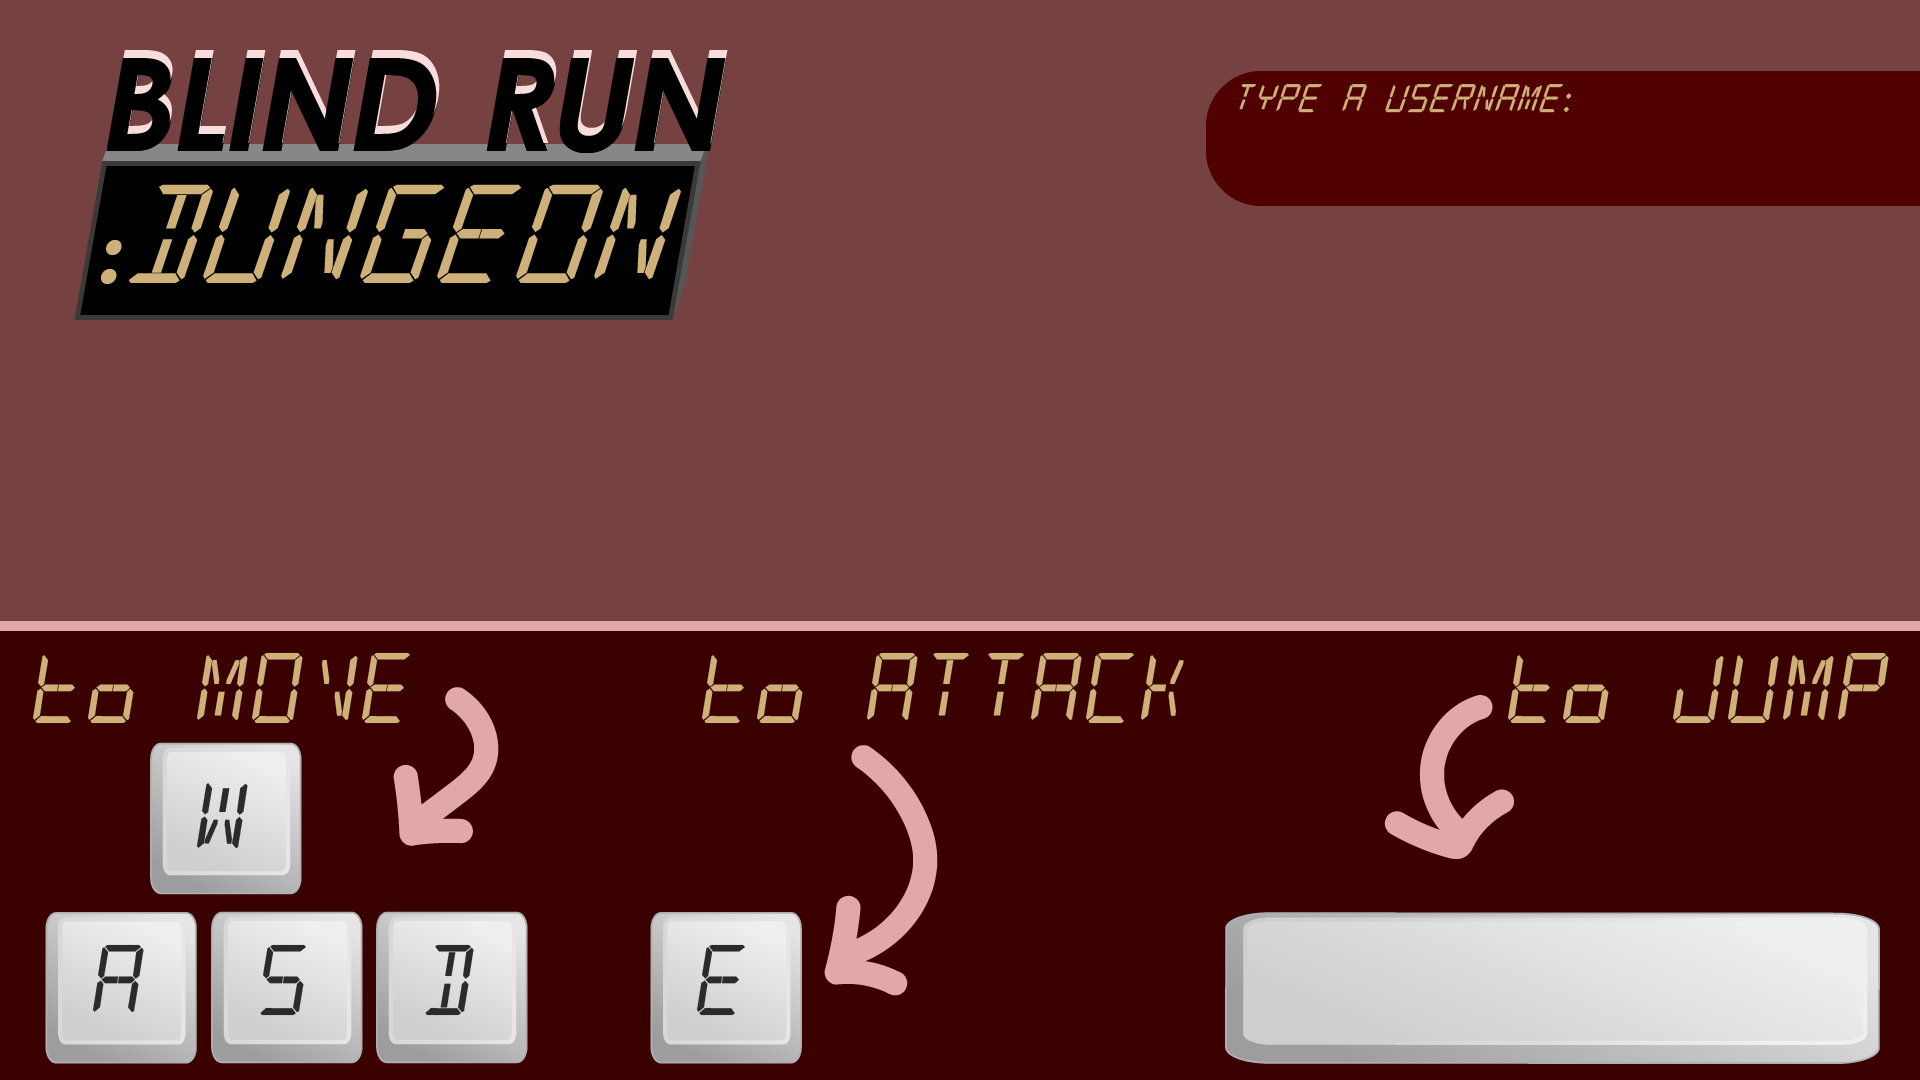 BLIND RUN
:DUNGEON
TYPE A USERNAME:
to MOVE
to ATTACK
to JUMP
W
A S D
E